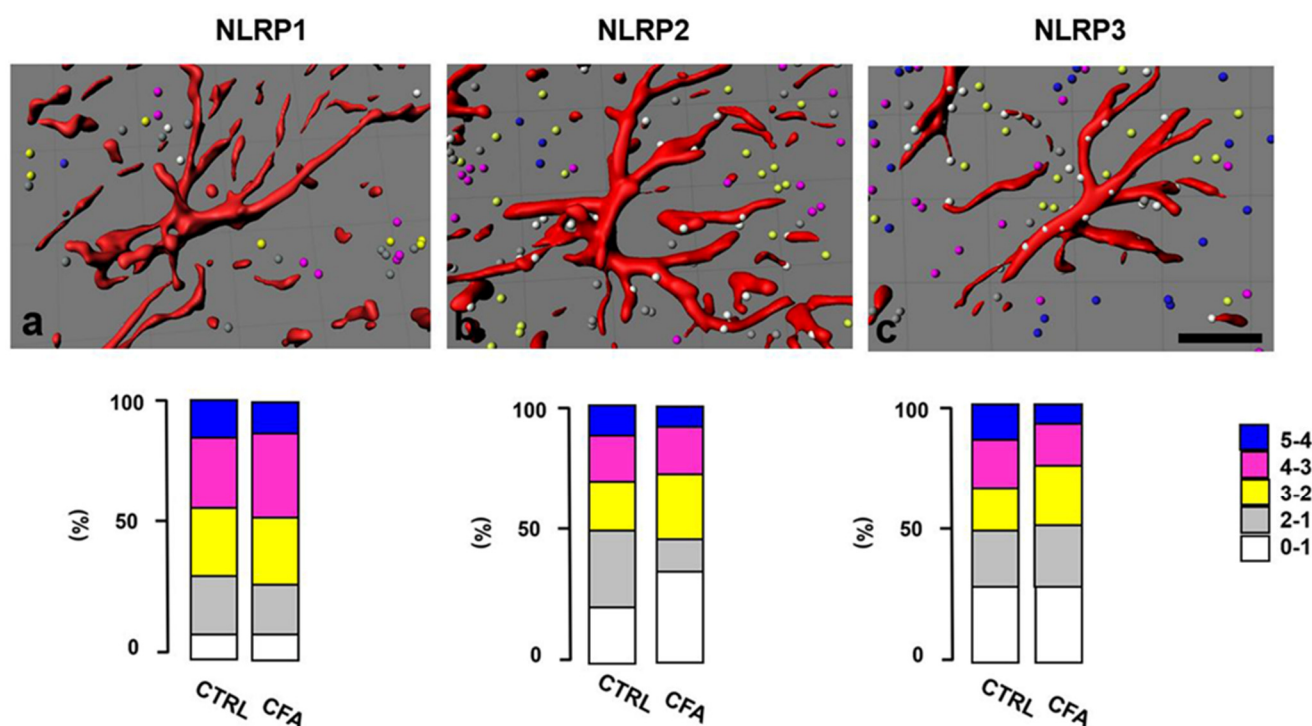 NLRP1 NLRP2 NLRP3
a b c
100 100 100
(%) 50 (%) 50 (%) 50
0 0 0
CTRL CFA CTRL CFA CTRL CFA
5-4
4-3
3-2
2-1
0-1